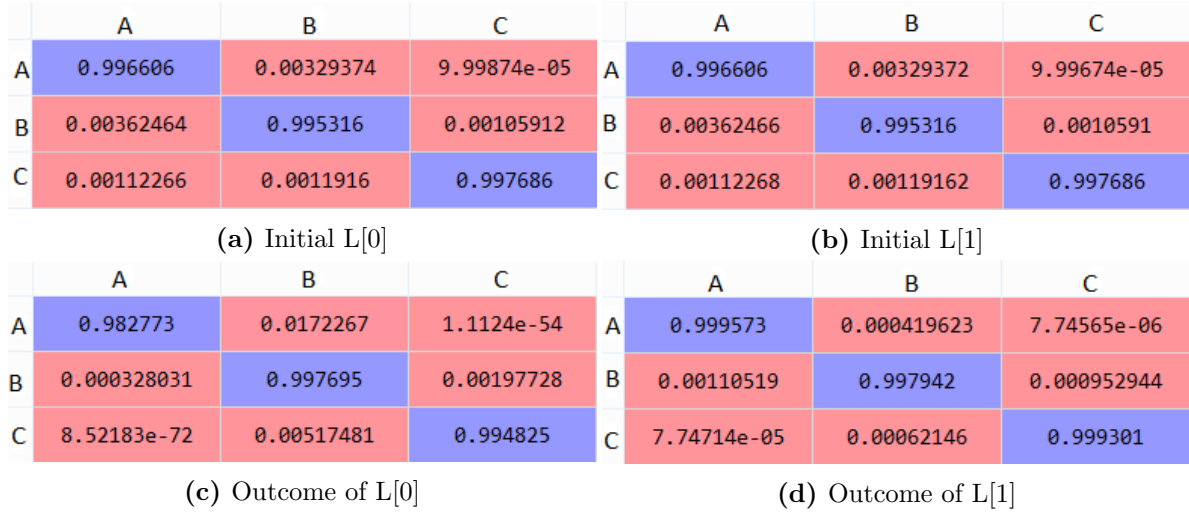 A B C
A 0.996606 0.00329374 9.99874e-05
B 0.00362464 0.995316 0.00105912
C 0.00112266 0.0011916 0.997686
(a) Initial L[0]
A B C
A 0.996606 0.00329372 9.99674e-05
B 0.00362466 0.995316 0.0010591
C 0.00112268 0.00119162 0.997686
(b) Initial L[1]
A B C
A 0.982773 0.0172267 1.1124e-54
B 0.000328031 0.997695 0.00197728
C 8.52183e-72 0.00517481 0.994825
(c) Outcome of L[0]
A B C
A 0.999573 0.000419623 7.74565e-06
B 0.00110519 0.997942 0.000952944
C 7.74714e-05 0.00062146 0.999301
(d) Outcome of L[1]